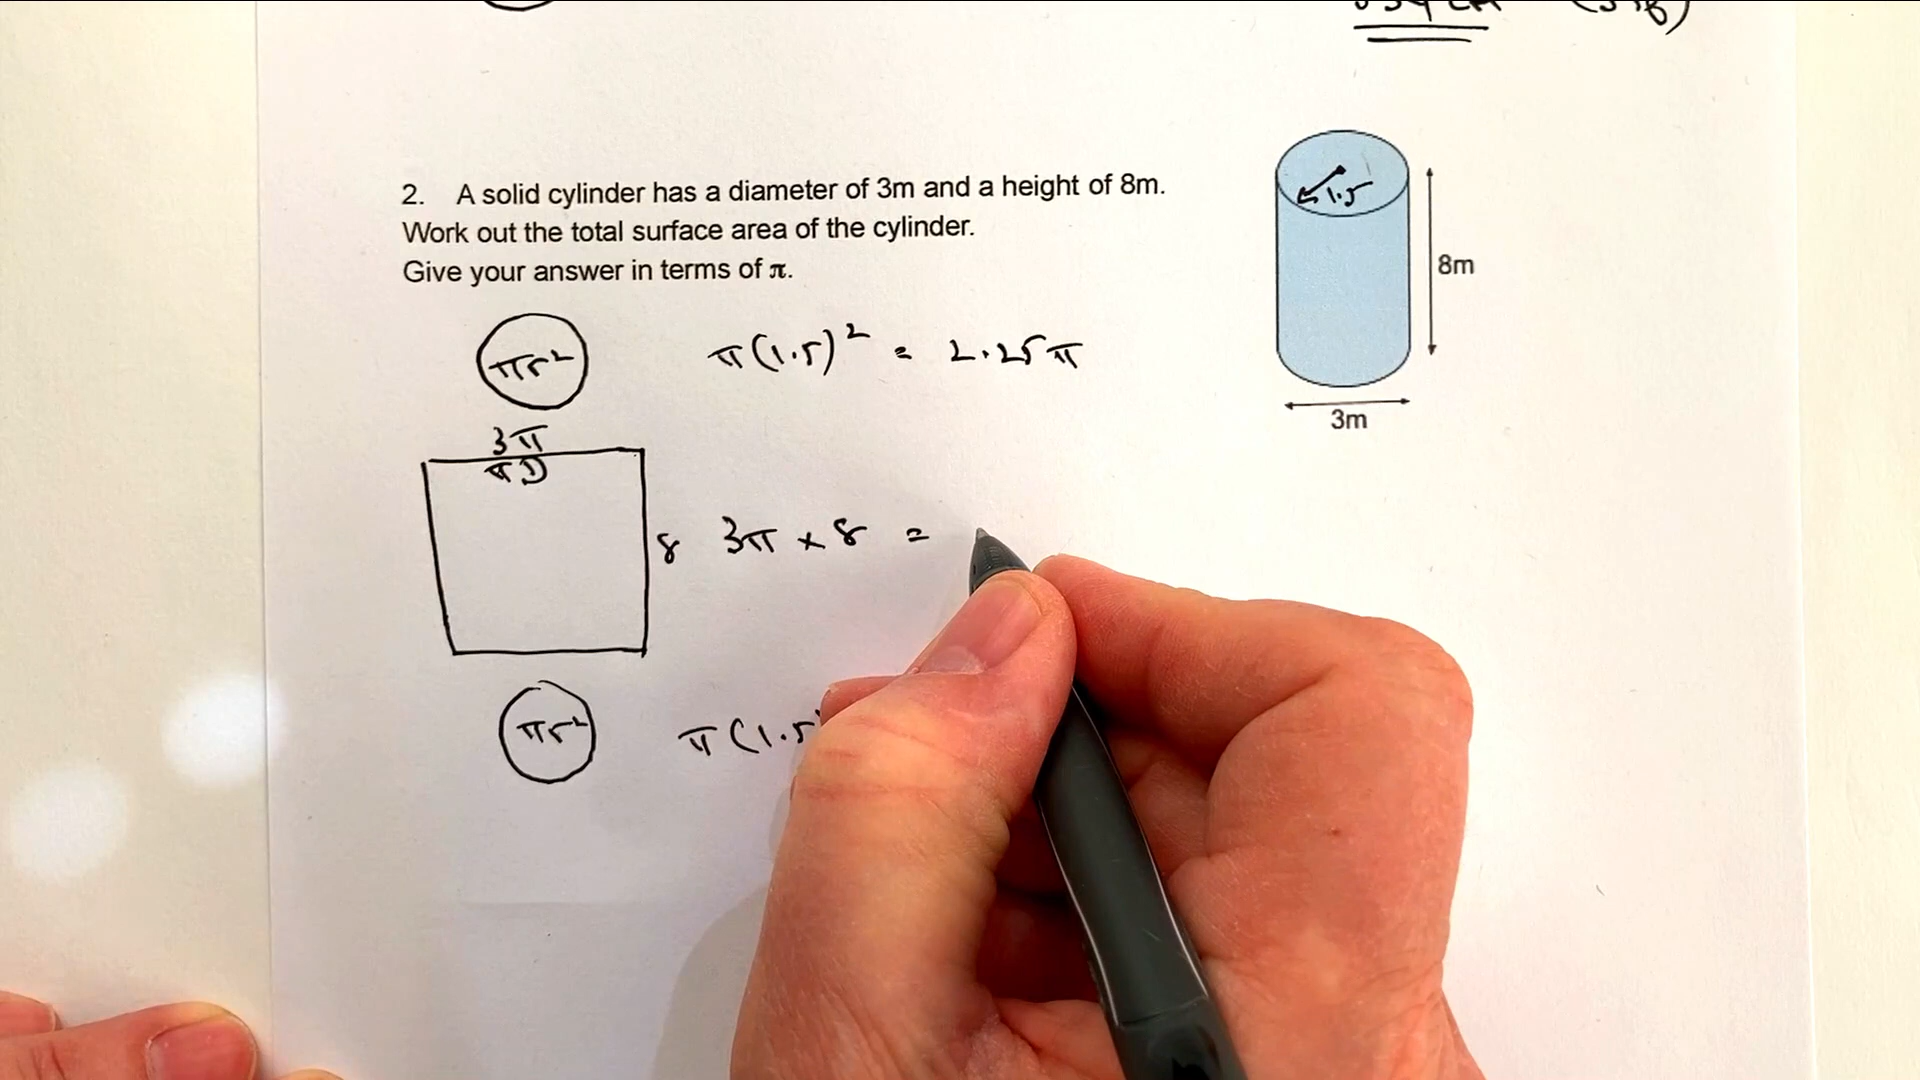 2. A solid cylinder has a diameter of 3m and a height of 8m.
Work out the total surface area of the cylinder.
Give your answer in terms of π.
1.5
8m
3m
πr²
π(1.5)² = 2.25π
3π
πD
8
3π × 8 =
πr²
π(1.5